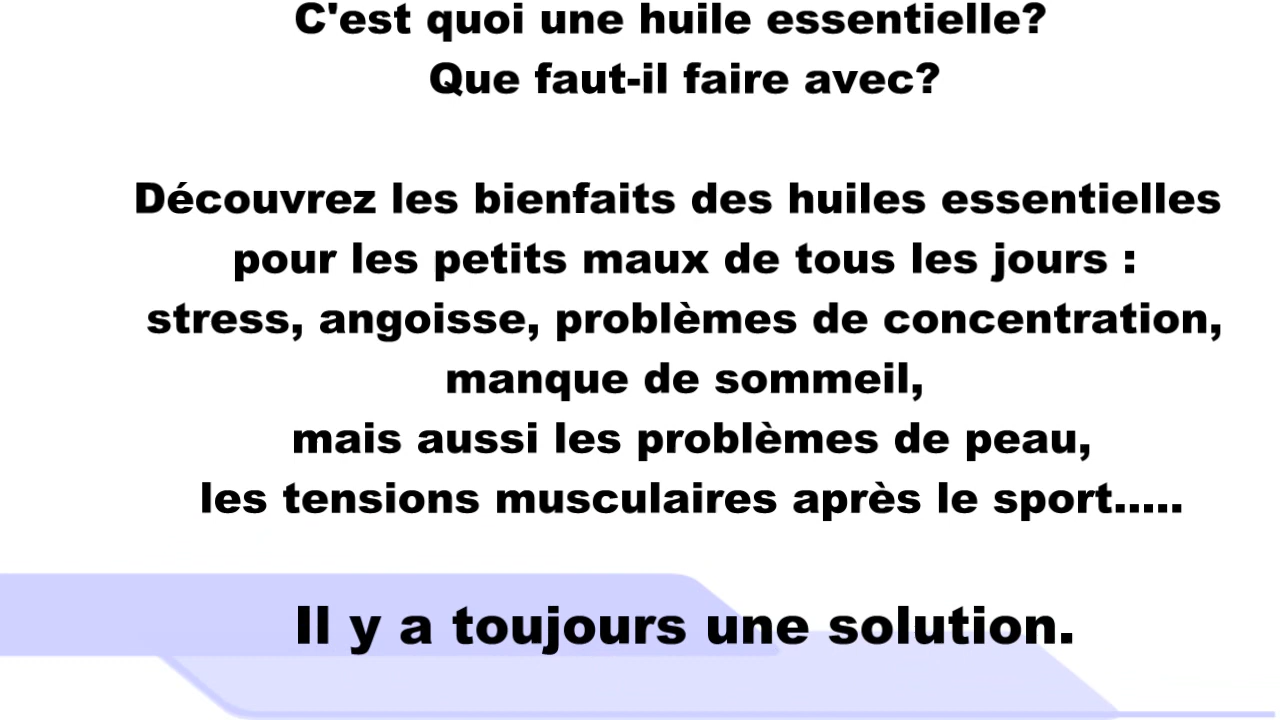 C'est quoi une huile essentielle?
Que faut-il faire avec?
Découvrez les bienfaits des huiles essentielles
pour les petits maux de tous les jours :
stress, angoisse, problèmes de concentration,
manque de sommeil,
mais aussi les problèmes de peau,
les tensions musculaires après le sport.....
Il y a toujours une solution.